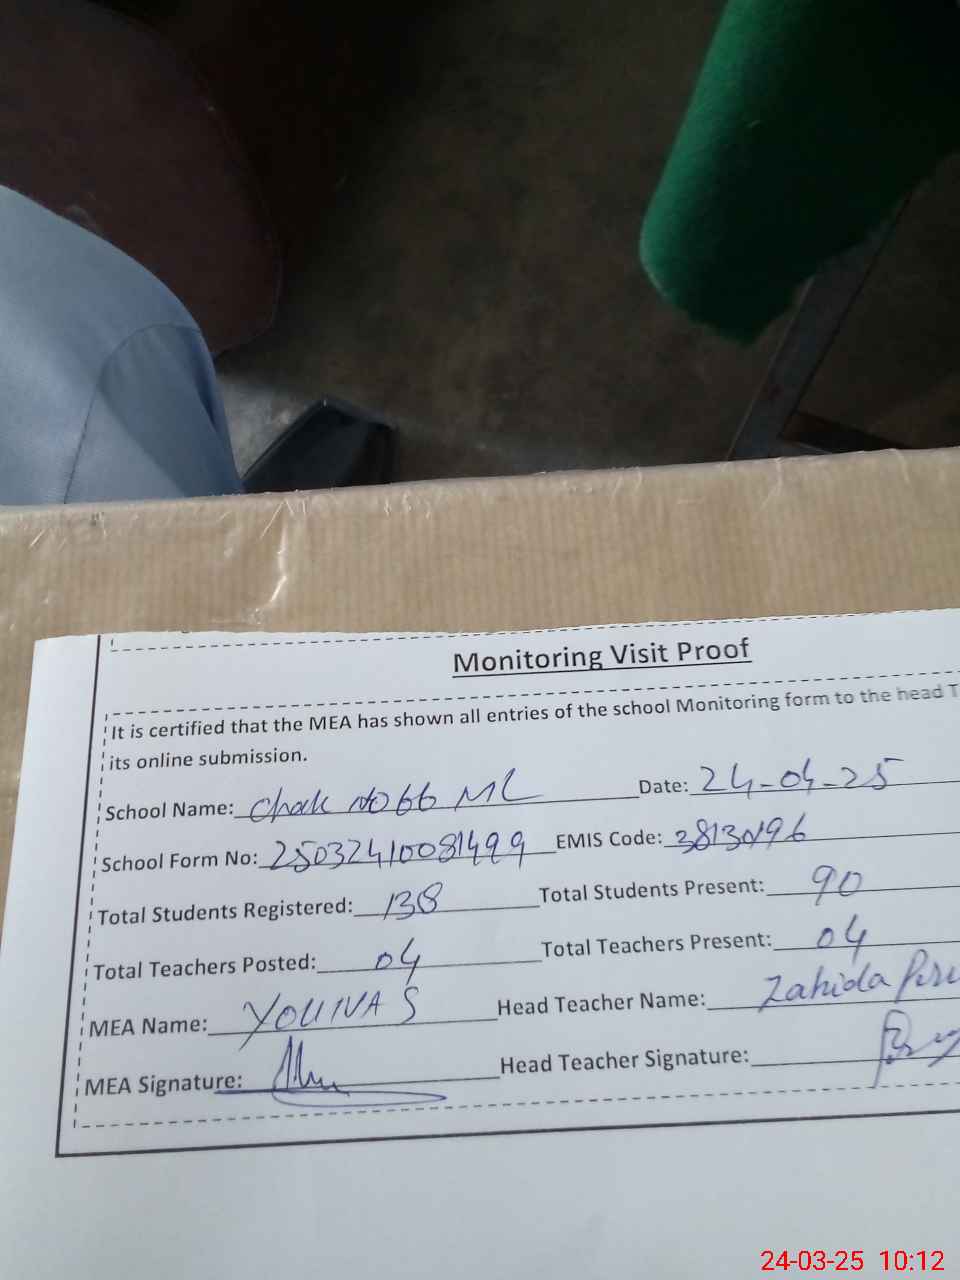 Monitoring Visit Proof
It is certified that the MEA has shown all entries of the school Monitoring form to the head T
its online submission.
School Name: Chak No 66 ML Date: 24-04-25
School Form No: 25032410081499 EMIS Code:
Total Students Registered: 138 Total Students Present: 90
Total Teachers Posted: 04 Total Teachers Present: 04
MEA Name: YOUNAS Head Teacher Name: Zahida
MEA Signature: Head Teacher Signature:
24-03-25 10:12